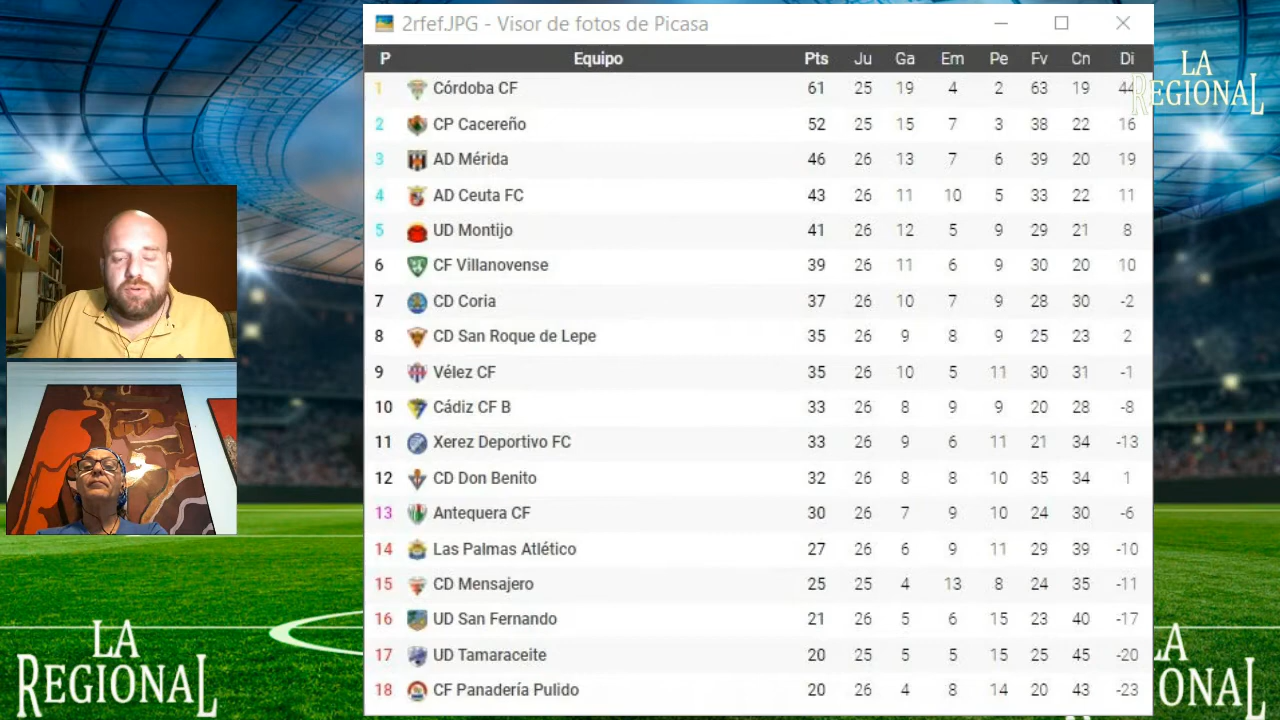 2rfef.JPG - Visor de fotos de Picasa
P Equipo Pts Ju Ga Em Pe Fv Cn Di
1 Córdoba CF 61 25 19 4 2 63 19 44
2 CP Cacereño 52 25 15 7 3 38 22 16
3 AD Mérida 46 26 13 7 6 39 20 19
4 AD Ceuta FC 43 26 11 10 5 33 22 11
5 UD Montijo 41 26 12 5 9 29 21 8
6 CF Villanovense 39 26 11 6 9 30 20 10
7 CD Coria 37 26 10 7 9 28 30 -2
8 CD San Roque de Lepe 35 26 9 8 9 25 23 2
9 Vélez CF 35 26 10 5 11 30 31 -1
10 Cádiz CF B 33 26 8 9 9 20 28 -8
11 Xerez Deportivo FC 33 26 9 6 11 21 34 -13
12 CD Don Benito 32 26 8 8 10 35 34 1
13 Antequera CF 30 26 7 9 10 24 30 -6
14 Las Palmas Atlético 27 26 6 9 11 29 39 -10
15 CD Mensajero 25 25 4 13 8 24 35 -11
16 UD San Fernando 21 26 5 6 15 23 40 -17
17 UD Tamaraceite 20 25 5 5 15 25 45 -20
18 CF Panadería Pulido 20 26 4 8 14 20 43 -23
LA
REGIONAL
LA
REGIONAL
LA
ONAL